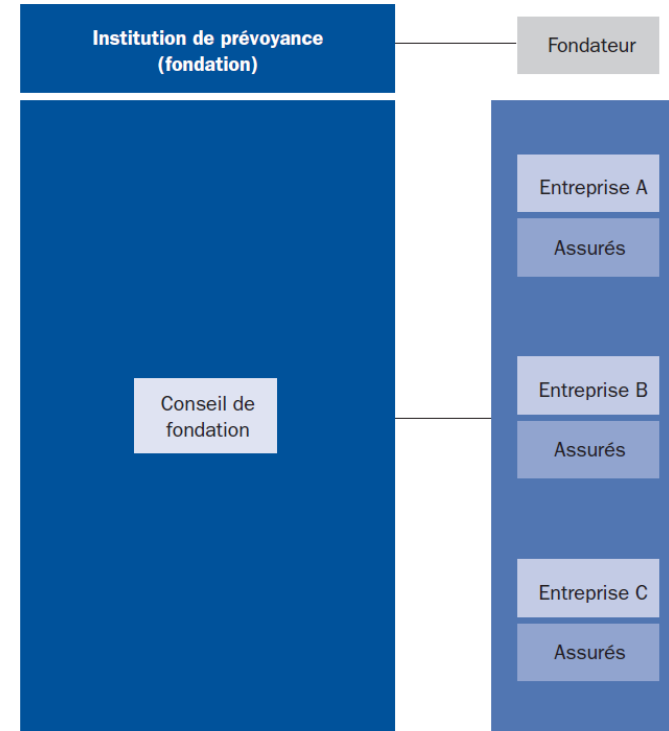 Institution de prévoyance
(fondation)
Fondateur
Entreprise A
Assurés
Conseil de
fondation
Entreprise B
Assurés
Entreprise C
Assurés